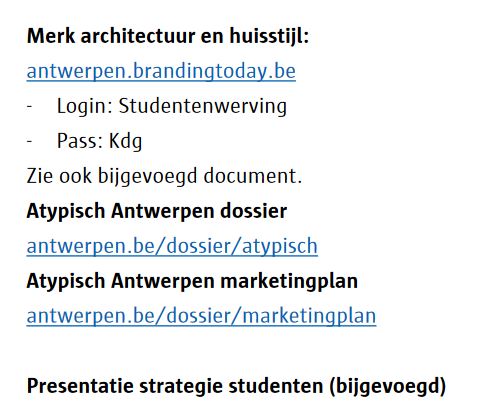 Merk architectuur en huisstijl:
antwerpen.brandingtoday.be
- Login: Studentenwerving
- Pass: Kdg
Zie ook bijgevoegd document.
Atypisch Antwerpen dossier
antwerpen.be/dossier/atypisch
Atypisch Antwerpen marketingplan
antwerpen.be/dossier/marketingplan
Presentatie strategie studenten (bijgevoegd)